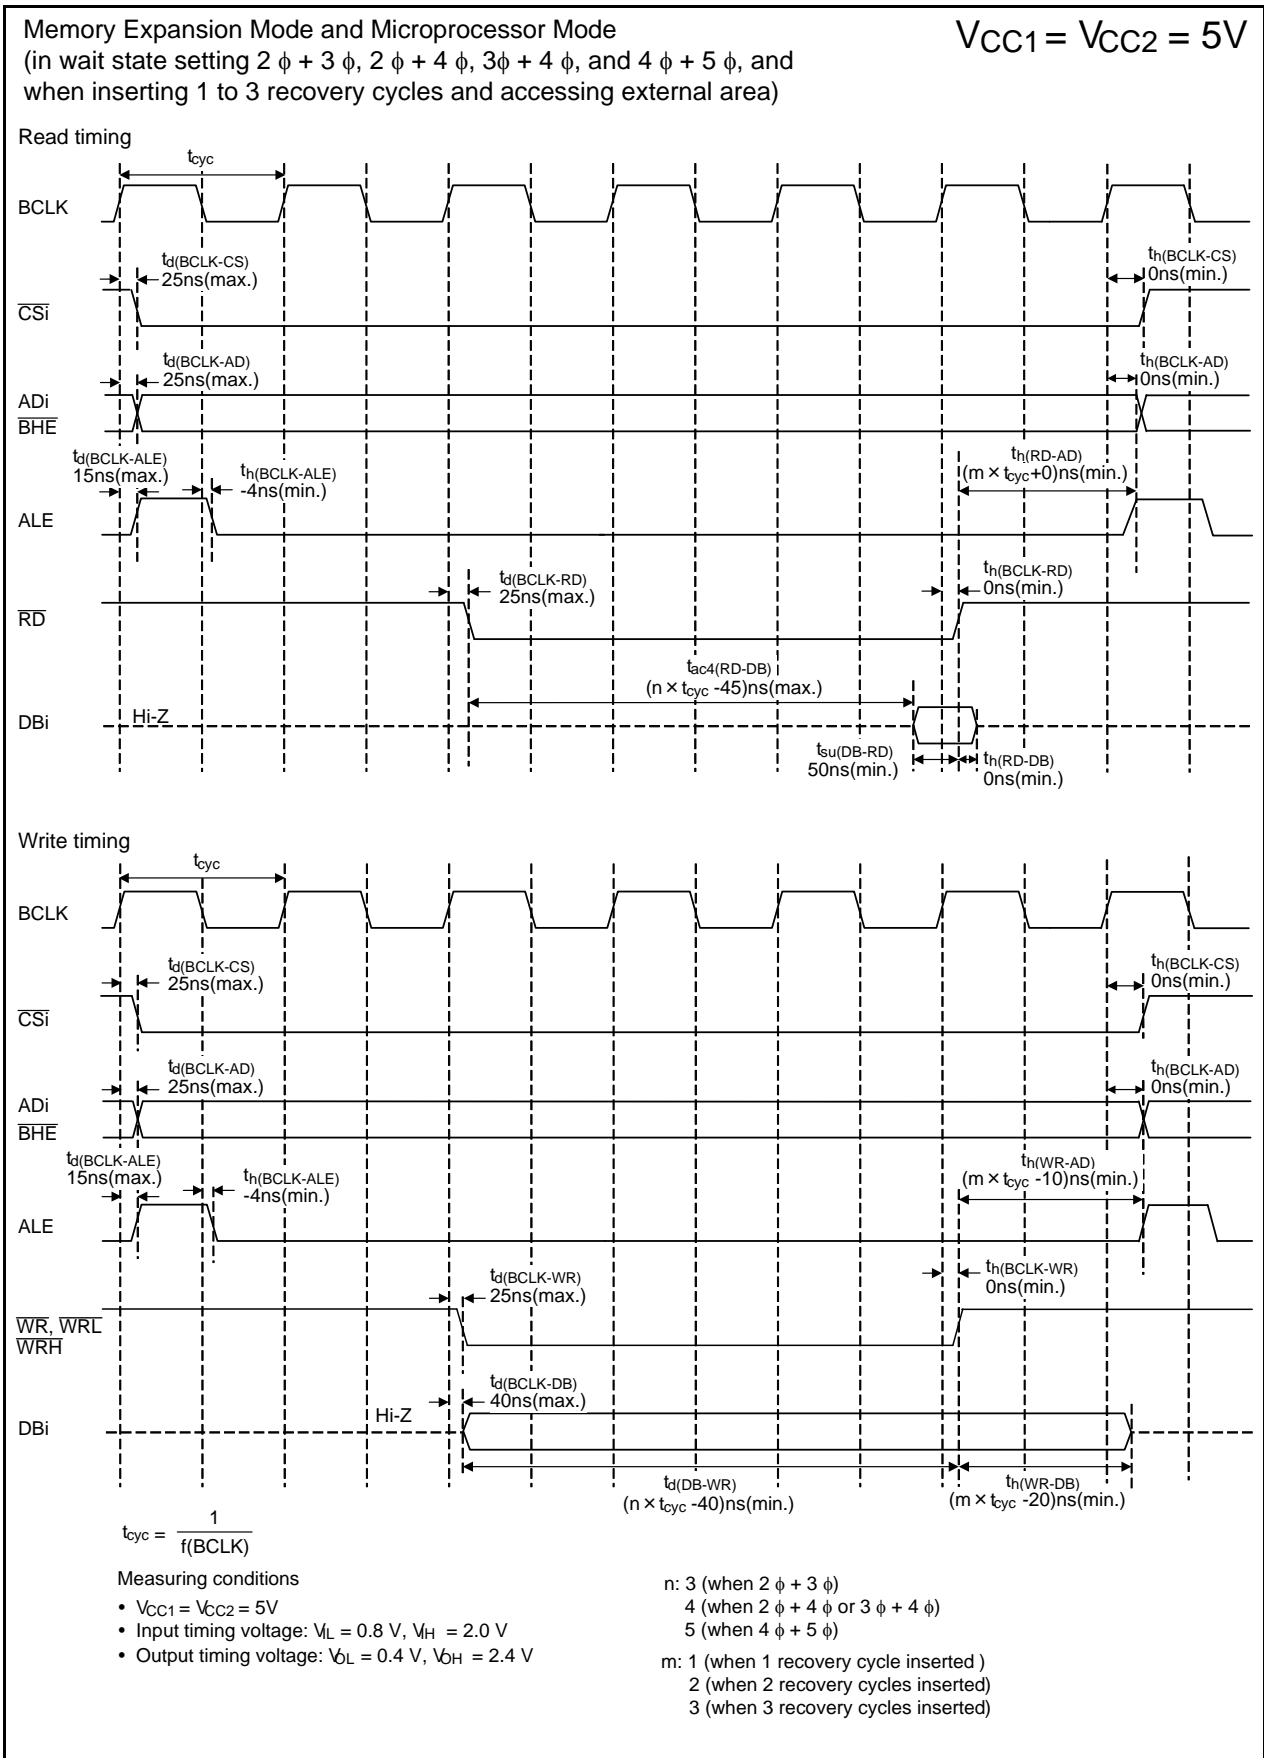 Memory Expansion Mode and Microprocessor Mode
(in wait state setting 2 ϕ + 3 ϕ, 2 ϕ + 4 ϕ, 3ϕ + 4 ϕ, and 4 ϕ + 5 ϕ, and
when inserting 1 to 3 recovery cycles and accessing external area)
VCC1 = VCC2 = 5V
Read timing
tcyc
BCLK
td(BCLK-CS)
25ns(max.)
th(BCLK-CS)
0ns(min.)
CSi
td(BCLK-AD)
25ns(max.)
th(BCLK-AD)
0ns(min.)
ADi
BHE
td(BCLK-ALE)
15ns(max.)
th(BCLK-ALE)
-4ns(min.)
th(RD-AD)
(m × tcyc+0)ns(min.)
ALE
td(BCLK-RD)
25ns(max.)
th(BCLK-RD)
0ns(min.)
RD
tac4(RD-DB)
(n × tcyc -45)ns(max.)
DBi
Hi-Z
tsu(DB-RD)
50ns(min.)
th(RD-DB)
0ns(min.)
Write timing
tcyc
BCLK
td(BCLK-CS)
25ns(max.)
th(BCLK-CS)
0ns(min.)
CSi
td(BCLK-AD)
25ns(max.)
th(BCLK-AD)
0ns(min.)
ADi
BHE
td(BCLK-ALE)
15ns(max.)
th(BCLK-ALE)
-4ns(min.)
th(WR-AD)
(m × tcyc -10)ns(min.)
ALE
td(BCLK-WR)
25ns(max.)
th(BCLK-WR)
0ns(min.)
WR, WRL
WRH
td(BCLK-DB)
40ns(max.)
Hi-Z
DBi
td(DB-WR)
(n × tcyc -40)ns(min.)
th(WR-DB)
(m × tcyc -20)ns(min.)
tcyc = 1
f(BCLK)
Measuring conditions
• VCC1 = VCC2 = 5V
• Input timing voltage: VIL = 0.8 V, VIH = 2.0 V
• Output timing voltage: VOL = 0.4 V, VOH = 2.4 V
n: 3 (when 2 ϕ + 3 ϕ)
4 (when 2 ϕ + 4 ϕ or 3 ϕ + 4 ϕ)
5 (when 4 ϕ + 5 ϕ)
m: 1 (when 1 recovery cycle inserted )
2 (when 2 recovery cycles inserted)
3 (when 3 recovery cycles inserted)